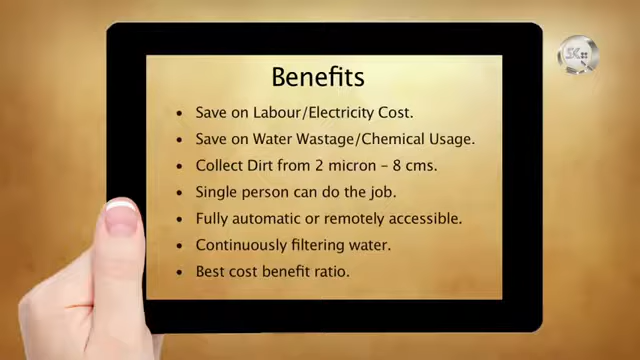 Benefits
• Save on Labour/Electricity Cost.
• Save on Water Wastage/Chemical Usage.
• Collect Dirt from 2 micron – 8 cms.
• Single person can do the job.
• Fully automatic or remotely accessible.
• Continuously filtering water.
• Best cost benefit ratio.